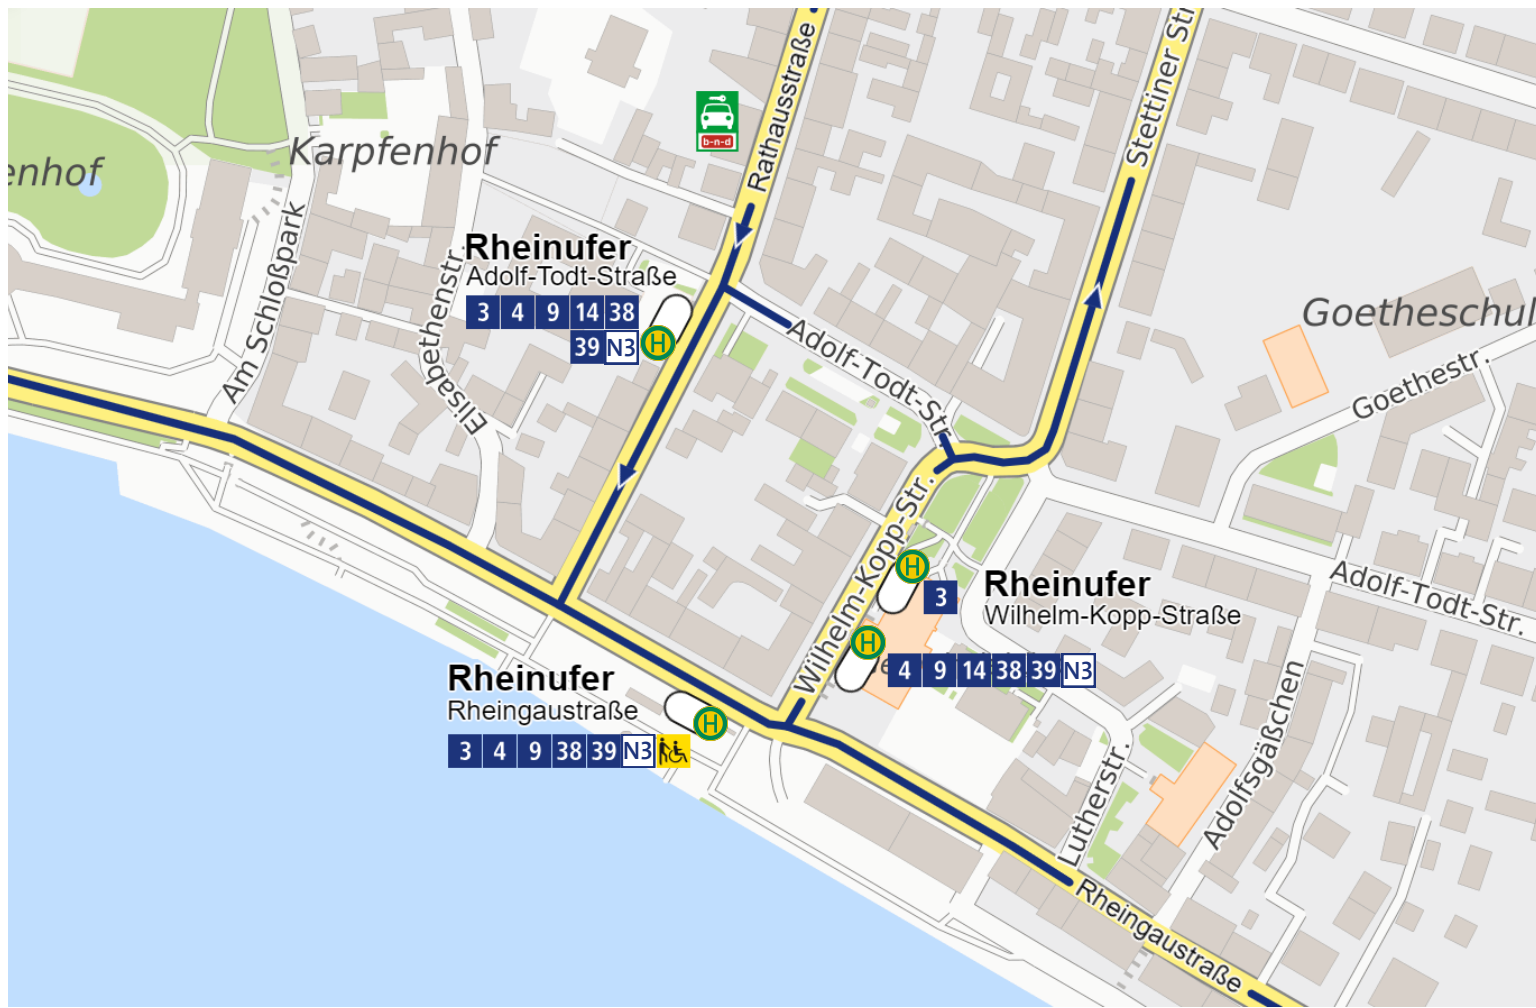 Rathausstraße
Stettiner Str
b-n-d
Karpfenhof
enhof
Am Schloßpark
Elisabethenstr.
Rheinufer
Adolf-Todt-Straße
3 4 9 14 38
39 N3
H
Adolf-Todt-Str.
Goetheschul
Goethestr.
Wilhelm-Kopp-Str.
H
3
Rheinufer
Wilhelm-Kopp-Straße
Adolf-Todt-Str.
H
4 9 14 38 39 N3
Rheinufer
Rheingaustraße
H
3 4 9 38 39 N3
Lutherstr.
Adolfsgäßchen
Rheingaustraße